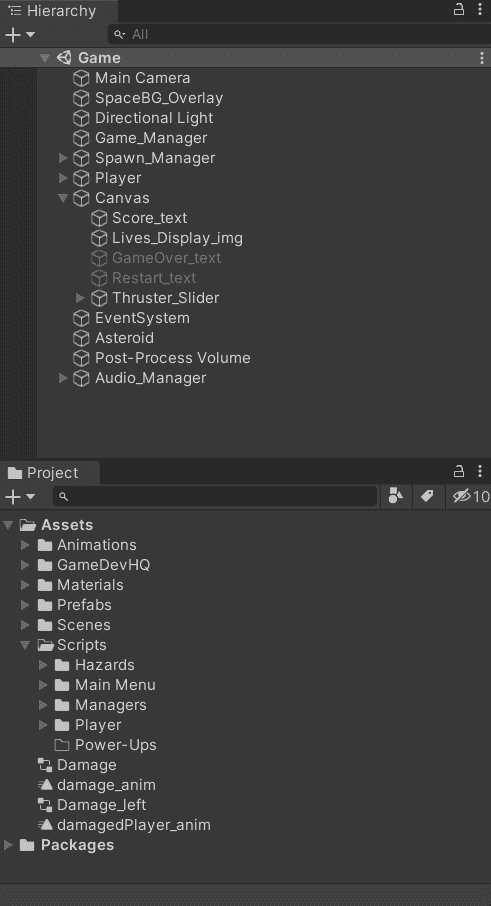 Hierarchy
All
Game
Main Camera
SpaceBG_Overlay
Directional Light
Game_Manager
Spawn_Manager
Player
Canvas
Score_text
Lives_Display_img
GameOver_text
Restart_text
Thruster_Slider
EventSystem
Asteroid
Post-Process Volume
Audio_Manager
Project
10
Assets
Animations
GameDevHQ
Materials
Prefabs
Scenes
Scripts
Hazards
Main Menu
Managers
Player
Power-Ups
Damage
damage_anim
Damage_left
damagedPlayer_anim
Packages